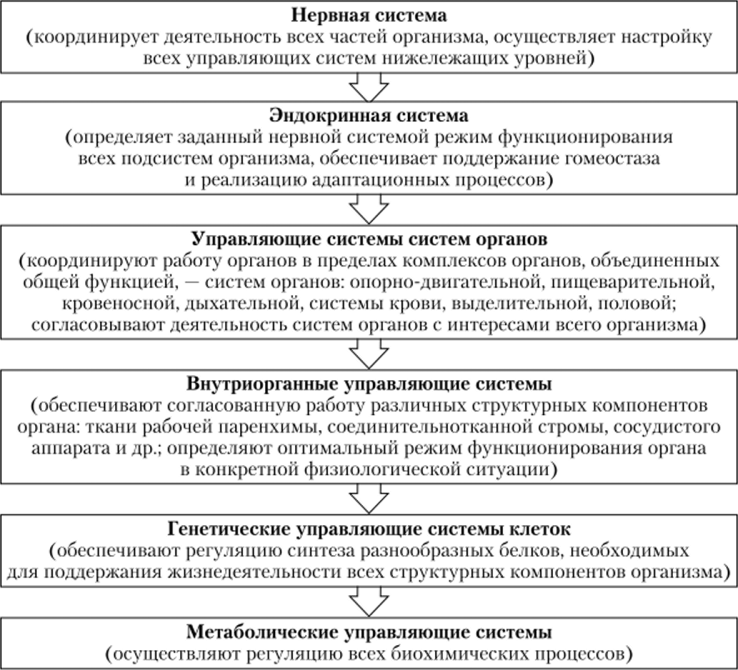 Нервная система
(координирует деятельность всех частей организма, осуществляет настройку
всех управляющих систем нижележащих уровней)
Эндокринная система
(определяет заданный нервной системой режим функционирования
всех подсистем организма, обеспечивает поддержание гомеостаза
и реализацию адаптационных процессов)
Управляющие системы систем органов
(координируют работу органов в пределах комплексов органов, объединенных
общей функцией, — систем органов: опорно-двигательной, пищеварительной,
кровеносной, дыхательной, системы крови, выделительной, половой;
согласовывают деятельность систем органов с интересами всего организма)
Внутриорганные управляющие системы
(обеспечивают согласованную работу различных структурных компонентов
органа: ткани рабочей паренхимы, соединительнотканной стромы, сосудистого
аппарата и др.; определяют оптимальный режим функционирования органа
в конкретной физиологической ситуации)
Генетические управляющие системы клеток
(обеспечивают регуляцию синтеза разнообразных белков, необходимых
для поддержания жизнедеятельности всех структурных компонентов организма)
Метаболические управляющие системы
(осуществляют регуляцию всех биохимических процессов)